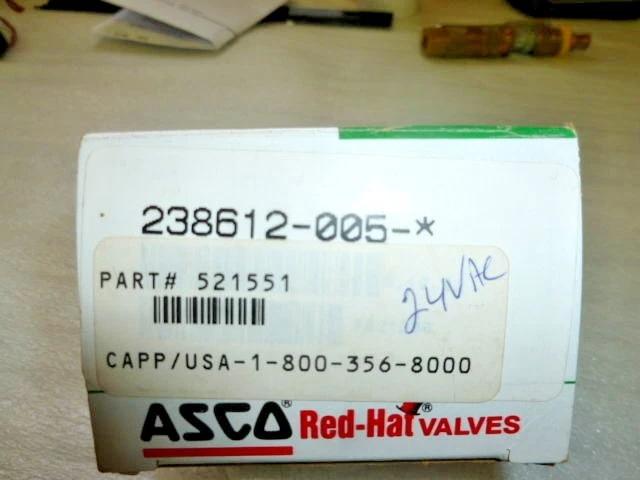 238612-005-*
PART# 521551
24VAC
CAPP/USA-1-800-356-8000
ASCO® Red-Hat® VALVES